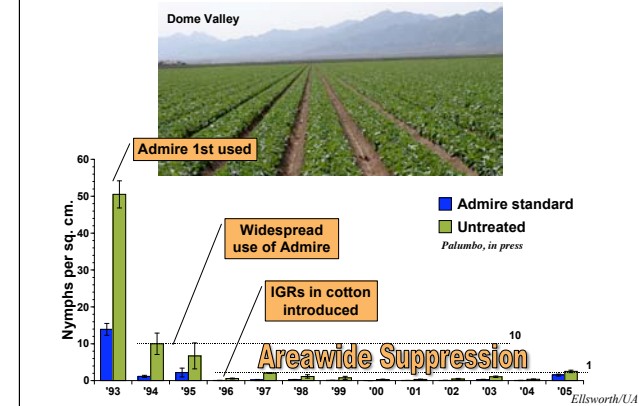 Dome Valley
Admire 1st used
60
50
40
30
20
10
0
Nymphs per sq. cm.
Widespread
use of Admire
IGRs in cotton
introduced
Admire standard
Untreated
Palumbo, in press
10
Areawide Suppression
1
'93 '94 '95 '96 '97 '98 '99 '00 '01 '02 '03 '04 '05
Ellsworth/UA